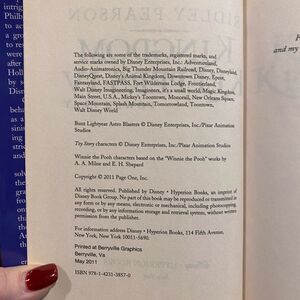 The following are some of the trademarks, registered marks, and
service marks owned by Disney Enterprises, Inc.: Adventureland,
Audio-Animatronics, Big Thunder Mountain Railroad, Disney, Disneyland,
DisneyQuest, Disney's Animal Kingdom, Downtown Disney, Epcot,
Fantasyland, FASTPASS, Fort Wilderness, Frontierland,
Walt Disney Imagineering, Imagineers, it's a small world, Magic Kingdom,
Main Street, U.S.A., Mickey's Toontown, Monorail, New Orleans Square,
Space Mountain, Splash Mountain, Tomorrowland, Toontown,
Walt Disney World
Buzz Lightyear Astro Blasters © Disney Enterprises, Inc./Pixar Animation
Studios
Toy Story characters © Disney Enterprises, Inc./Pixar Animation Studios
Winnie the Pooh characters based on the "Winnie the Pooh" works by
A. A. Milne and E. H. Shepard
Copyright © 2011 Page One, Inc.
All rights reserved. Published by Disney • Hyperion Books, an imprint of
Disney Book Group. No part of this book may be reproduced or transmitted in
any form or by any means, electronic or mechanical, including photocopying,
recording, or by any information storage and retrieval system, without written
permission from the publisher.
For information address Disney • Hyperion Books, 114 Fifth Avenue,
New York, New York 10011-5690.
Printed at Berryville Graphics
Berryville, Va
May 2011
ISBN 978-1-4231-3857-0
and my